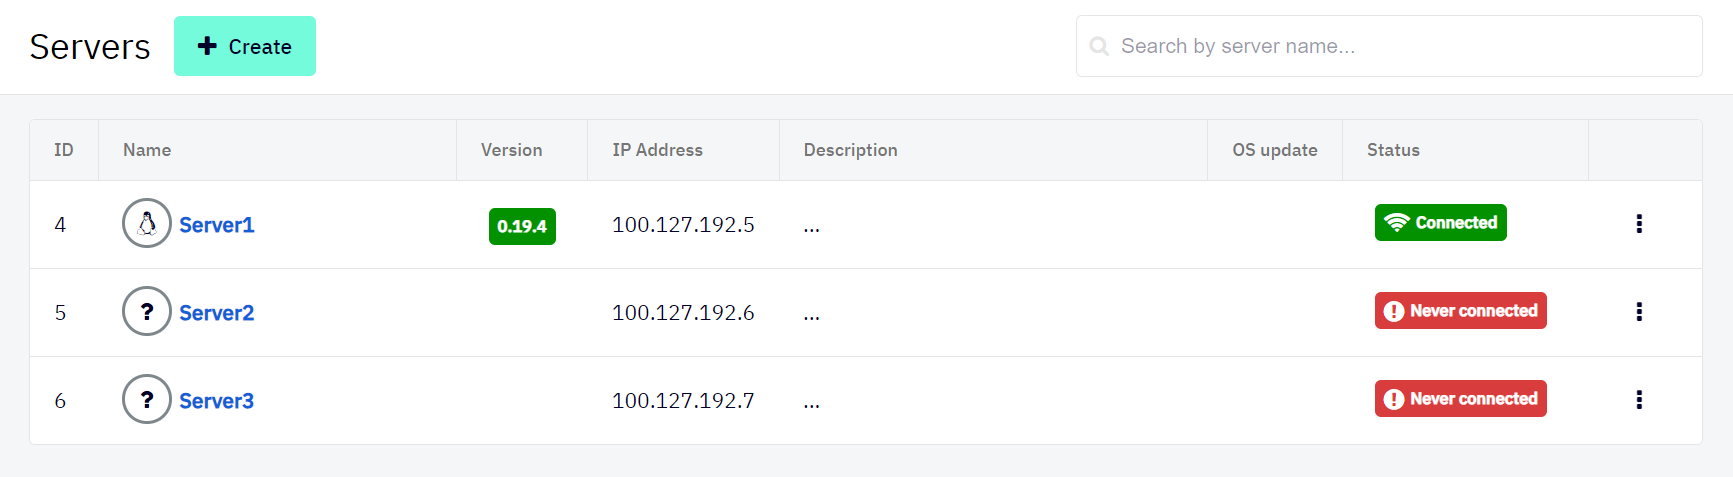 Servers
Create
Search by server name...
ID Name Version IP Address Description OS update Status
4 Server1 0.19.4 100.127.192.5 ... Connected
5 ? Server2 100.127.192.6 ... ! Never connected
6 ? Server3 100.127.192.7 ... ! Never connected